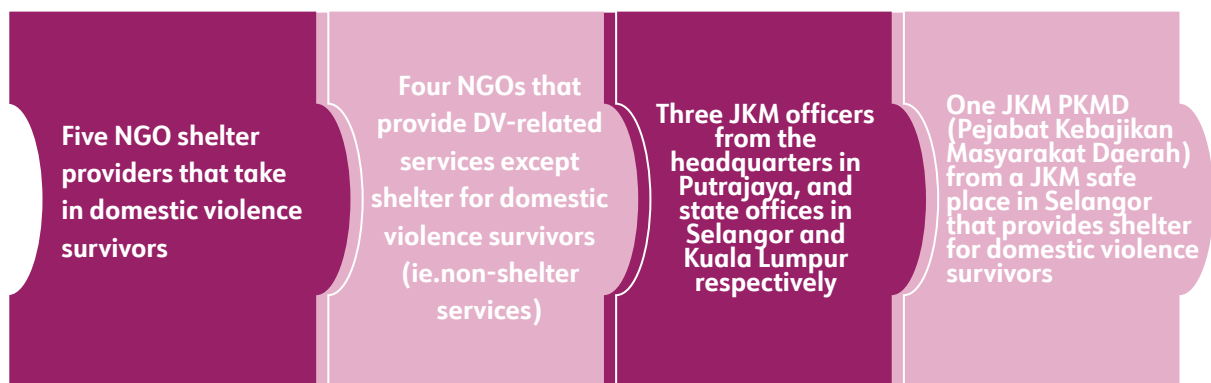 Five NGO shelter
providers that take
in domestic violence
survivors
Four NGOs that
provide DV-related
services except
shelter for domestic
violence survivors
(ie.non-shelter
services)
Three JKM officers
from the
headquarters in
Putrajaya, and
state offices in
Selangor and
Kuala Lumpur
respectively
One JKM PKMD
(Pejabat Kebajikan
Masyarakat Daerah)
from a JKM safe
place in Selangor
that provides shelter
for domestic violence
survivors